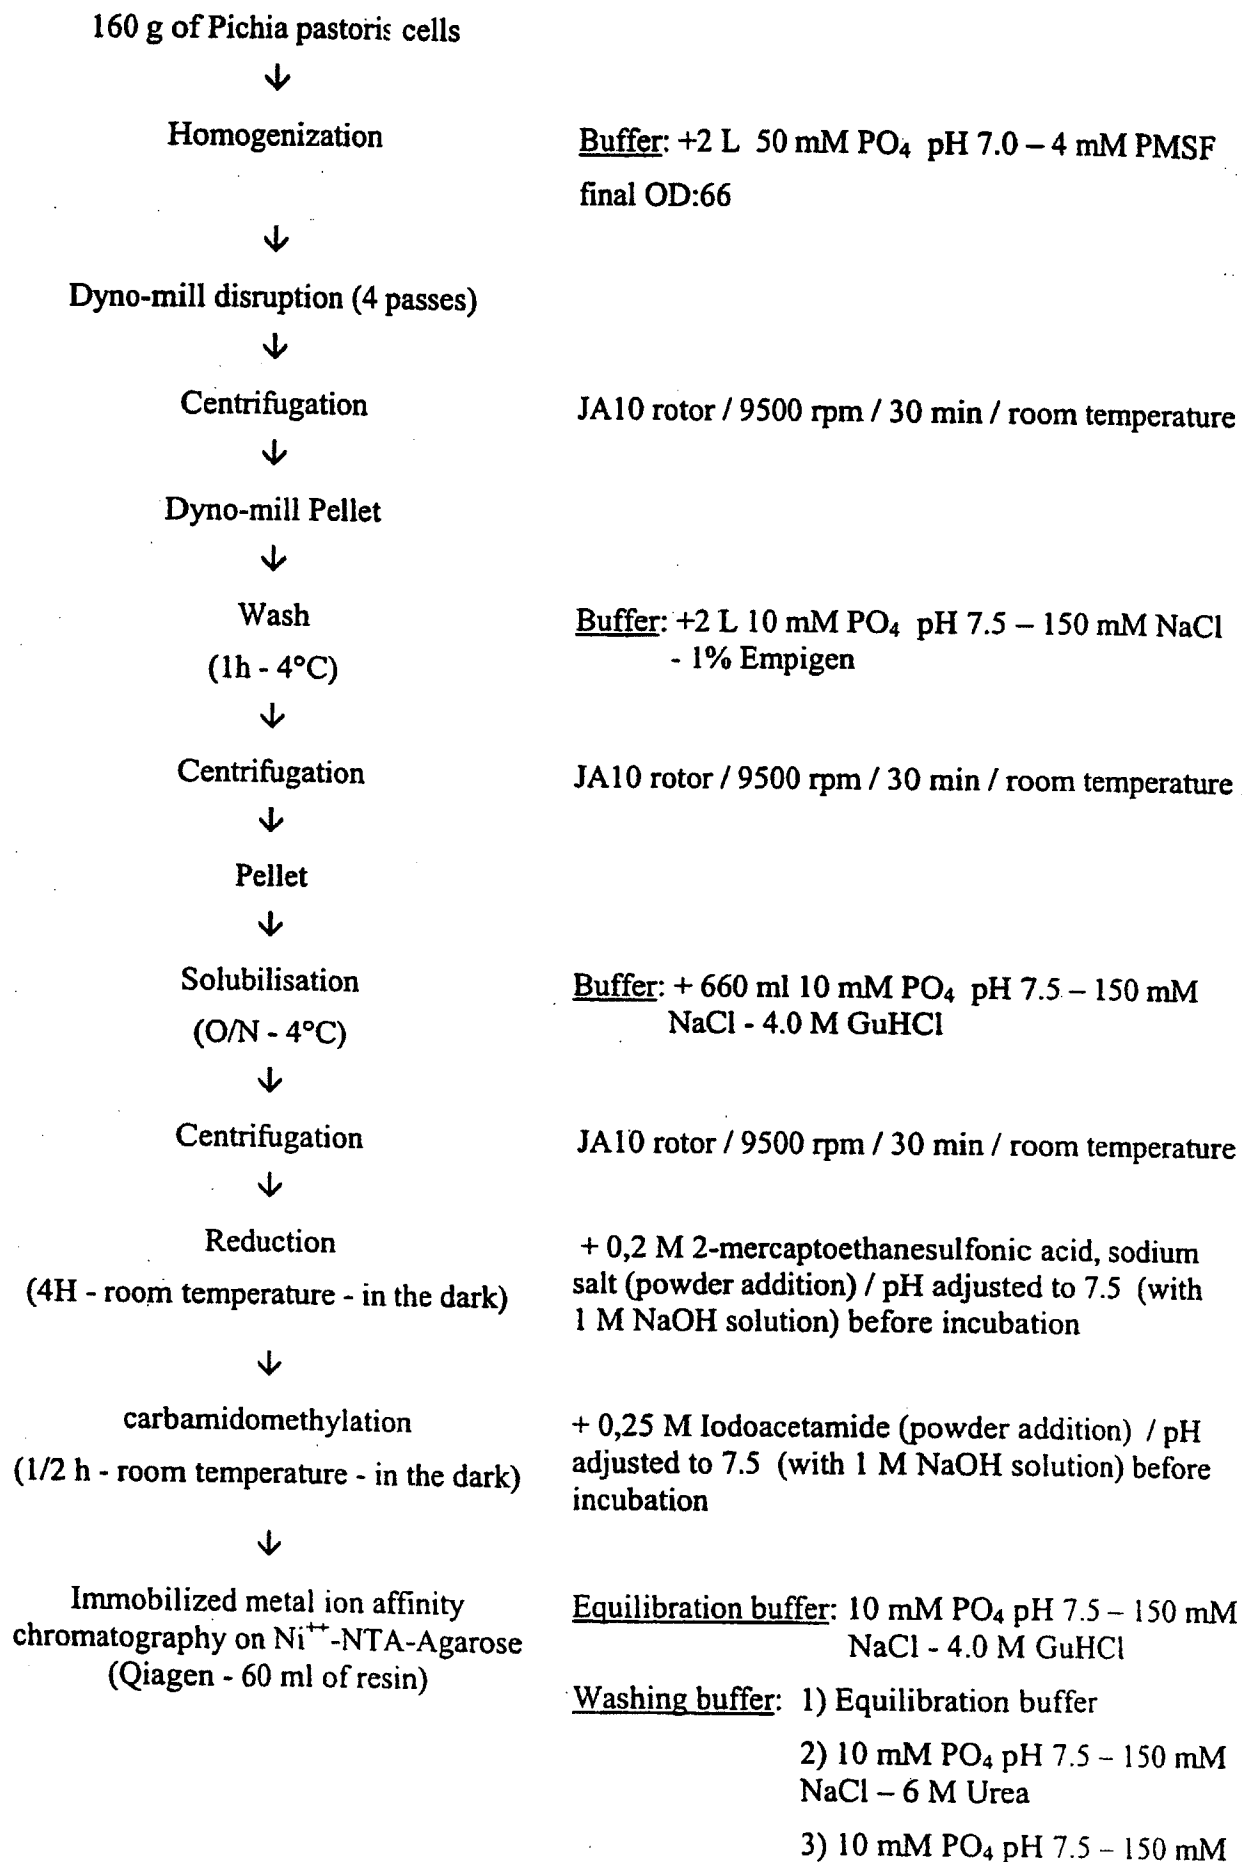 160 g of Pichia pastoris cells
↓
Homogenization
Buffer: +2 L 50 mM PO₄ pH 7.0 – 4 mM PMSF
final OD:66
↓
Dyno-mill disruption (4 passes)
↓
Centrifugation
JA10 rotor / 9500 rpm / 30 min / room temperature
↓
Dyno-mill Pellet
↓
Wash
(1h - 4°C)
Buffer: +2 L 10 mM PO₄ pH 7.5 – 150 mM NaCl
- 1% Empigen
↓
Centrifugation
JA10 rotor / 9500 rpm / 30 min / room temperature
↓
Pellet
↓
Solubilisation
(O/N - 4°C)
Buffer: + 660 ml 10 mM PO₄ pH 7.5 – 150 mM
NaCl - 4.0 M GuHCl
↓
Centrifugation
JA10 rotor / 9500 rpm / 30 min / room temperature
↓
Reduction
(4H - room temperature - in the dark)
+ 0,2 M 2-mercaptoethanesulfonic acid, sodium
salt (powder addition) / pH adjusted to 7.5 (with
1 M NaOH solution) before incubation
↓
carbamidomethylation
(1/2 h - room temperature - in the dark)
+ 0,25 M Iodoacetamide (powder addition) / pH
adjusted to 7.5 (with 1 M NaOH solution) before
incubation
↓
Immobilized metal ion affinity
chromatography on Ni⁺⁺-NTA-Agarose
(Qiagen - 60 ml of resin)
Equilibration buffer: 10 mM PO₄ pH 7.5 – 150 mM
NaCl - 4.0 M GuHCl
Washing buffer: 1) Equilibration buffer
2) 10 mM PO₄ pH 7.5 – 150 mM
NaCl – 6 M Urea
3) 10 mM PO₄ pH 7.5 – 150 mM